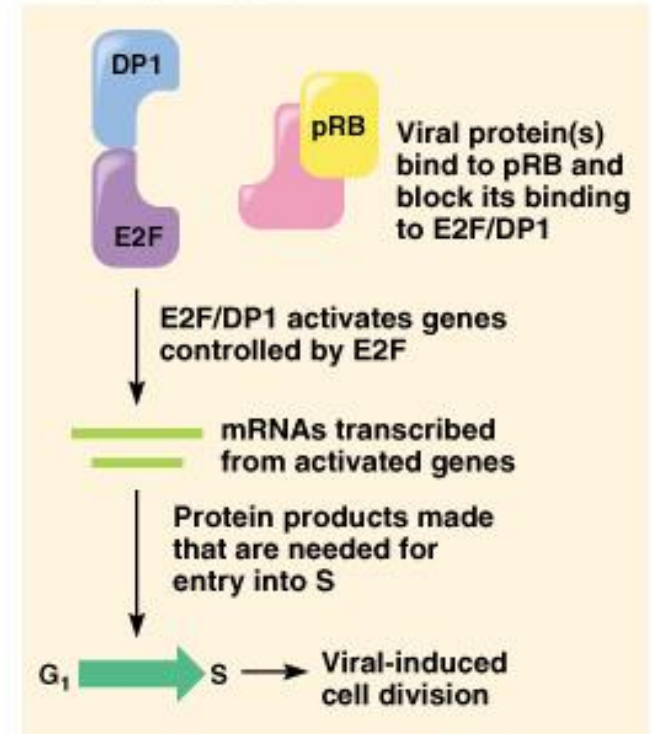 DP1
E2F
pRB
Viral protein(s)
bind to pRB and
block its binding
to E2F/DP1
E2F/DP1 activates genes
controlled by E2F
mRNAs transcribed
from activated genes
Protein products made
that are needed for
entry into S
G₁ S Viral-induced
cell division